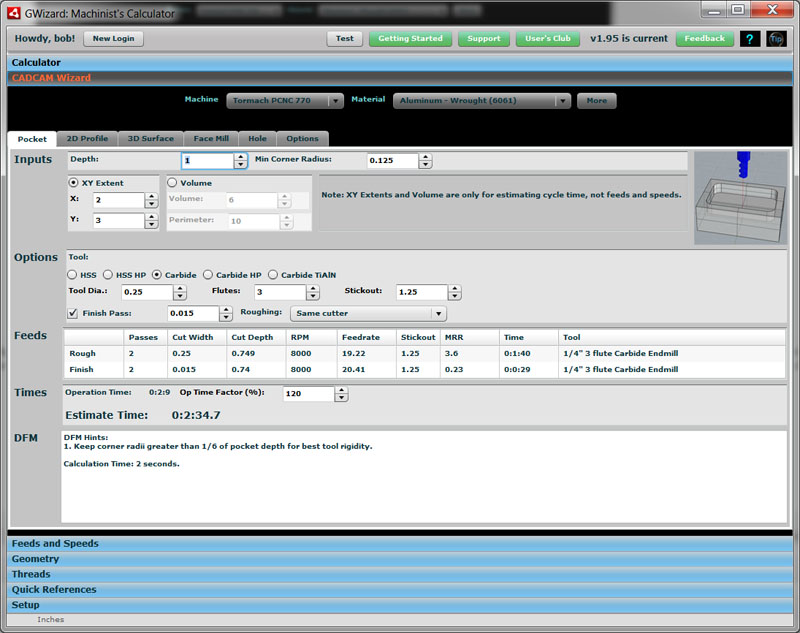 GWizard: Machinist's Calculator
Howdy, bob! New Login Test Getting Started Support User's Club v1.95 is current Feedback ? Tip
Calculator
CADCAM Wizard
Machine Tormach PCNC 770 Material Aluminum - Wrought (6061) More
Pocket 2D Profile 3D Surface Face Mill Hole Options
Inputs Depth: 1 Min Corner Radius: 0.125
XY Extent Volume
X: 2 Volume: 6 Note: XY Extents and Volume are only for estimating cycle time, not feeds and speeds.
Y: 3 Perimeter: 10
Options Tool:
HSS HSS HP Carbide Carbide HP Carbide TiAlN
Tool Dia.: 0.25 Flutes: 3 Stickout: 1.25
Finish Pass: 0.015 Roughing: Same cutter
Feeds Passes Cut Width Cut Depth RPM Feedrate Stickout MRR Time Tool
Rough 2 0.25 0.749 8000 19.22 1.25 3.6 0:1:40 1/4" 3 flute Carbide Endmill
Finish 2 0.015 0.74 8000 20.41 1.25 0.23 0:0:29 1/4" 3 flute Carbide Endmill
Times Operation Time: 0:2:9 Op Time Factor (%): 120
Estimate Time: 0:2:34.7
DFM DFM Hints:
1. Keep corner radii greater than 1/6 of pocket depth for best tool rigidity.
Calculation Time: 2 seconds.
Feeds and Speeds
Geometry
Threads
Quick References
Setup
Inches